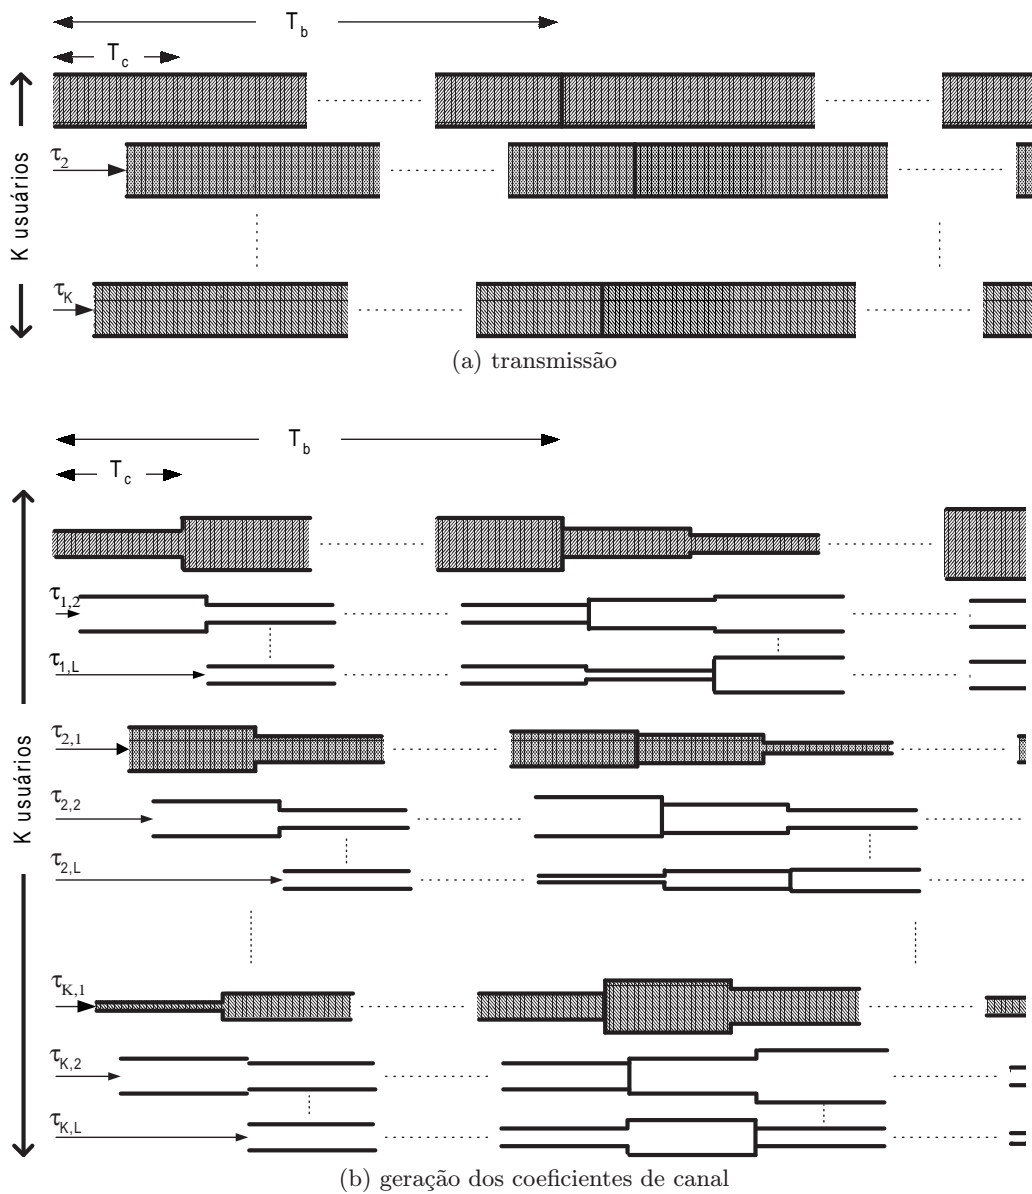 T_b
T_c
K usuários
τ_2
τ_K
(a) transmissão
T_b
T_c
K usuários
τ_{1,2}
τ_{1,L}
τ_{2,1}
τ_{2,2}
τ_{2,L}
τ_{K,1}
τ_{K,2}
τ_{K,L}
(b) geração dos coeficientes de canal